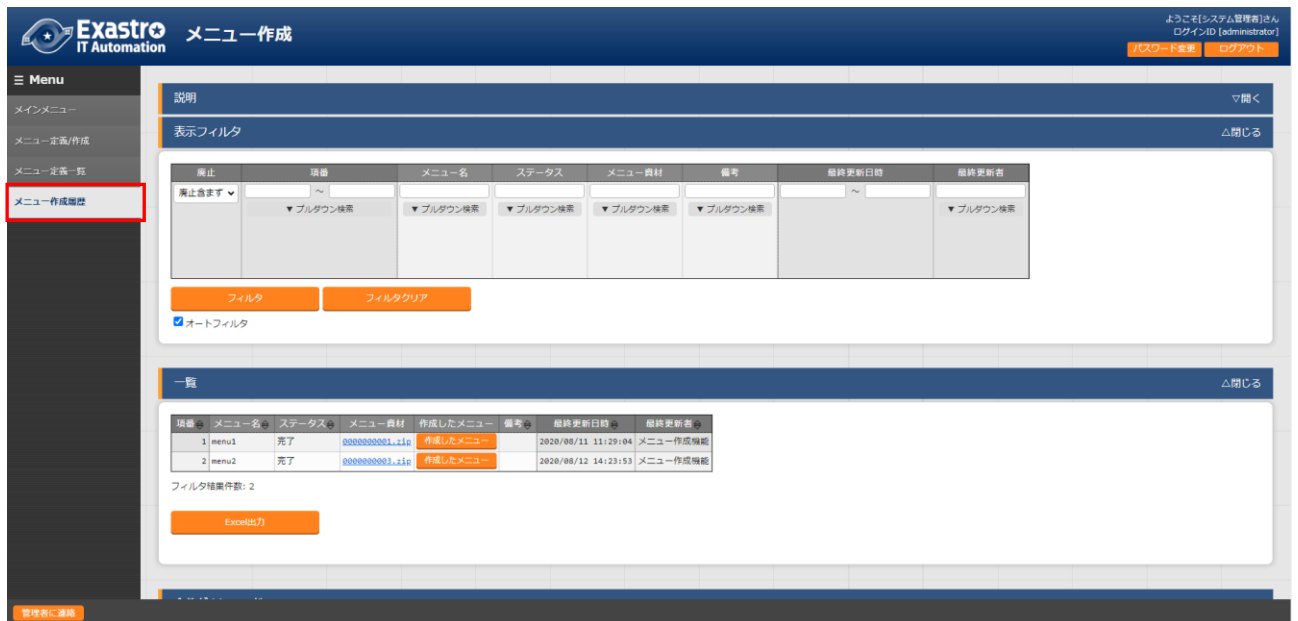 Exastro
IT Automation
メニュー作成
ようこそ[システム管理者]さん
ログインID [administrator]
パスワード変更 ログアウト
☰ Menu
メインメニュー
メニュー定義/作成
メニュー定義一覧
メニュー作成履歴
説明 ▽開く
表示フィルタ △閉じる
廃止 項番 メニュー名 ステータス メニュー資材 備考 最終更新日時 最終更新者
廃止含まず ～ ～
▼プルダウン検索 ▼プルダウン検索 ▼プルダウン検索 ▼プルダウン検索 ▼プルダウン検索 ▼プルダウン検索
フィルタ フィルタクリア
オートフィルタ
一覧 △閉じる
項番 メニュー名 ステータス メニュー資材 作成したメニュー 備考 最終更新日時 最終更新者
1 menu1 完了 0000000001.zip 作成したメニュー 2020/08/11 11:29:04 メニュー作成機能
2 menu2 完了 0000000003.zip 作成したメニュー 2020/08/12 14:23:53 メニュー作成機能
フィルタ結果件数: 2
Excel出力
管理者に連絡